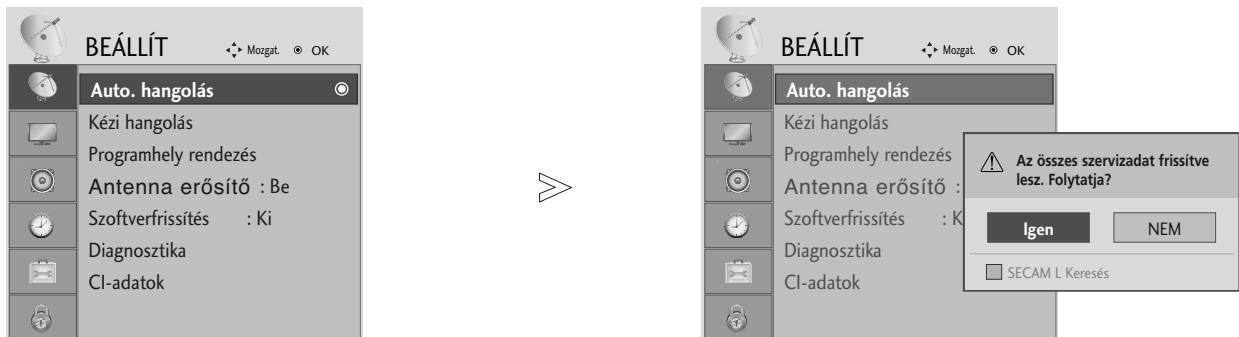 BEÁLLÍT Mozgat. OK
Auto. hangolás
Kézi hangolás
Programhely rendezés
Antenna erősítő : Be
Szoftverfrissítés : Ki
Diagnosztika
CI-adatok
BEÁLLÍT Mozgat. OK
Auto. hangolás
Kézi hangolás
Programhely rendezés
Antenna erősítő :
Szoftverfrissítés : K
Diagnosztika
CI-adatok
Az összes szervizadat frissítve
lesz. Folytatja?
Igen NEM
SECAM L Keresés